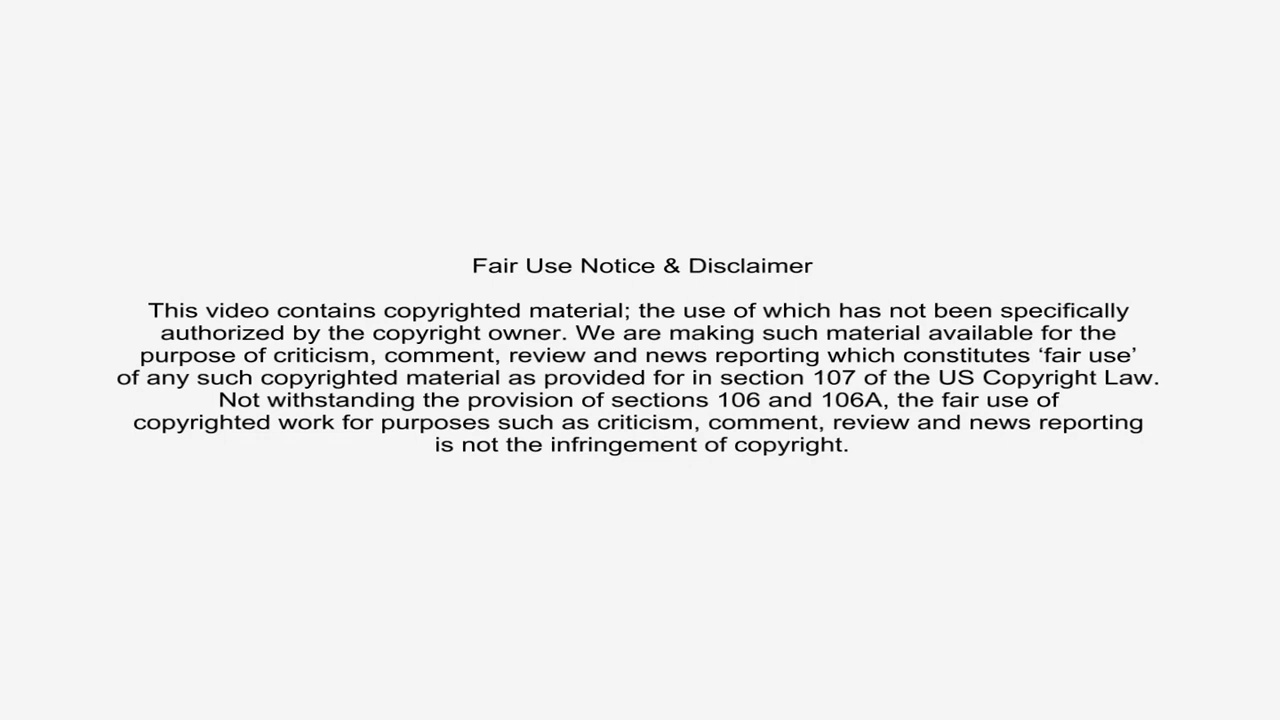 Fair Use Notice & Disclaimer
This video contains copyrighted material; the use of which has not been specifically
authorized by the copyright owner. We are making such material available for the
purpose of criticism, comment, review and news reporting which constitutes ‘fair use’
of any such copyrighted material as provided for in section 107 of the US Copyright Law.
Not withstanding the provision of sections 106 and 106A, the fair use of
copyrighted work for purposes such as criticism, comment, review and news reporting
is not the infringement of copyright.